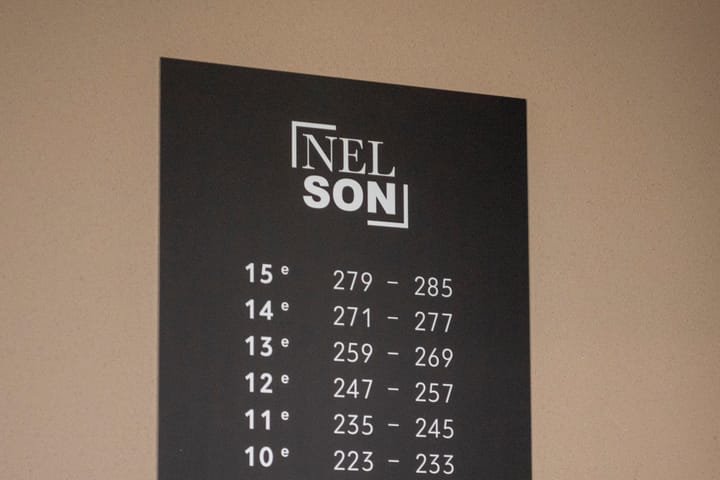 NEL
SON
15e 279 – 285
14e 271 – 277
13e 259 – 269
12e 247 – 257
11e 235 – 245
10e 223 – 233